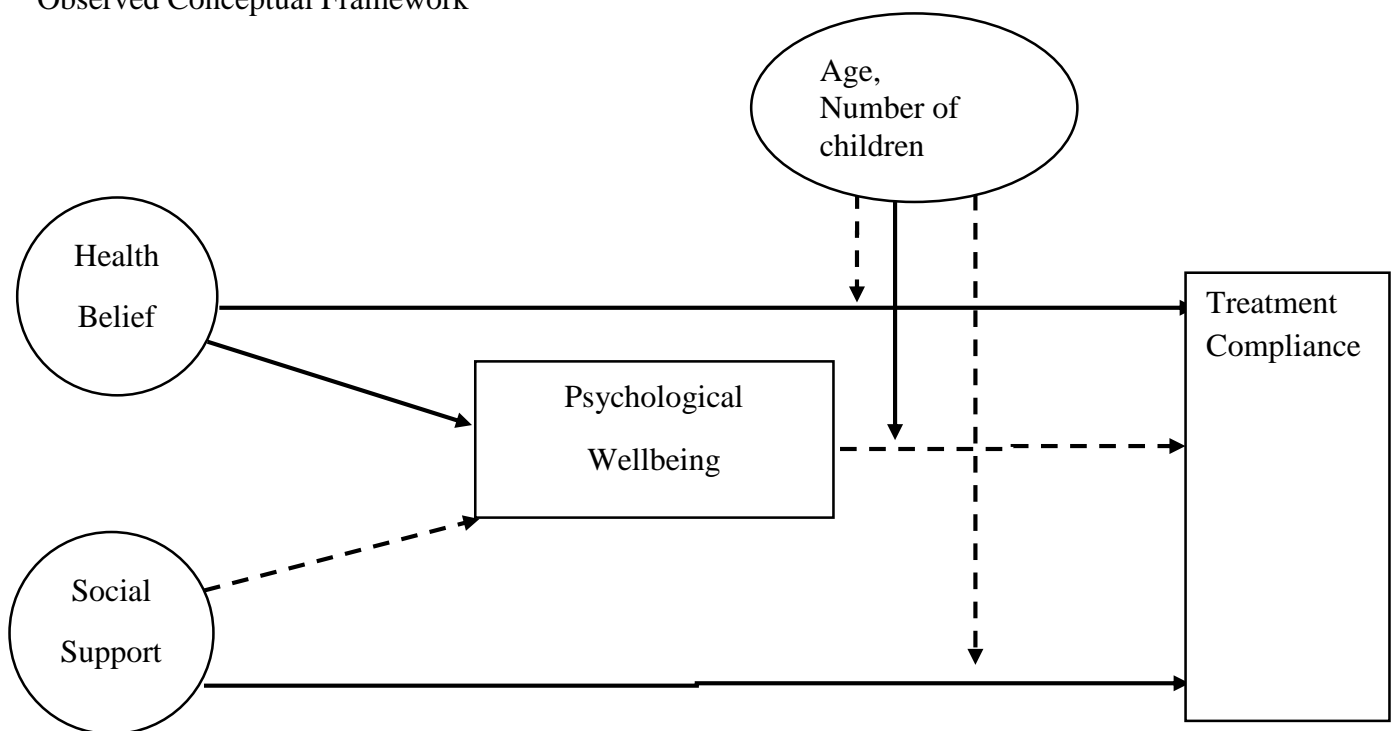 Observed Conceptual Framework
Age,
Number of
children
Health
Belief
Treatment
Compliance
Psychological
Wellbeing
Social
Support